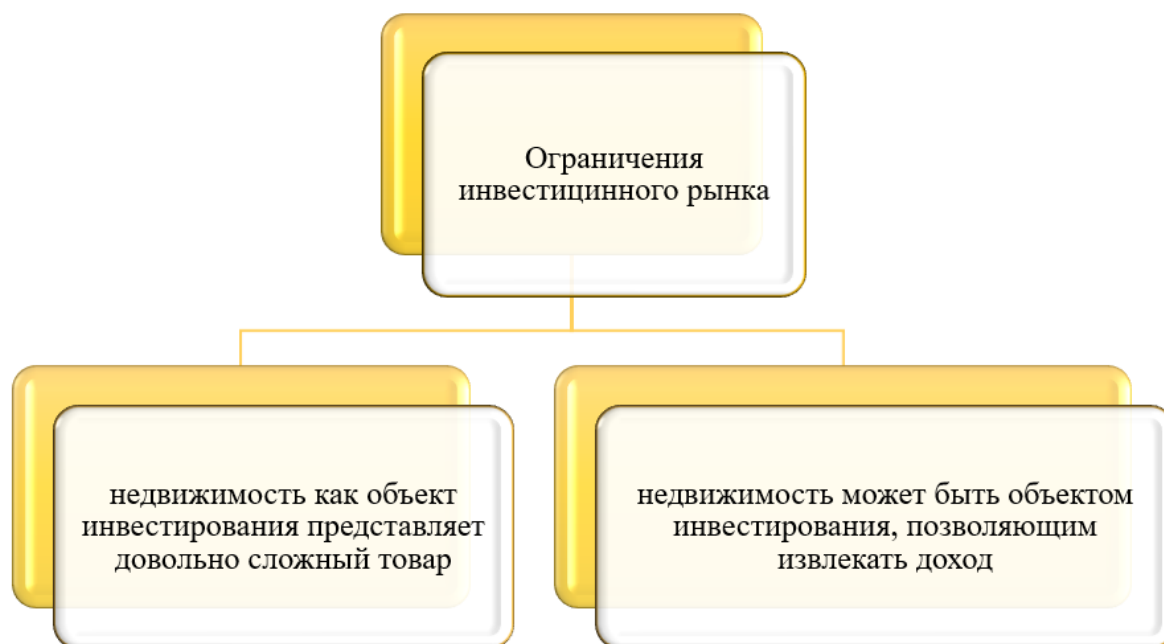 Ограничения
инвестицинного рынка
недвижимость как объект
инвестирования представляет
довольно сложный товар
недвижимость может быть объектом
инвестирования, позволяющим
извлекать доход